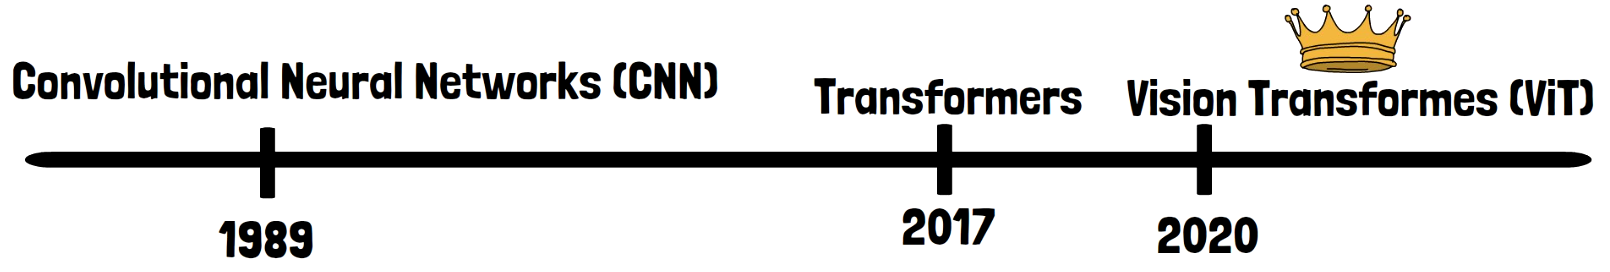 Convolutional Neural Networks (CNN)
Transformers
Vision Transformes (ViT)
1989
2017
2020